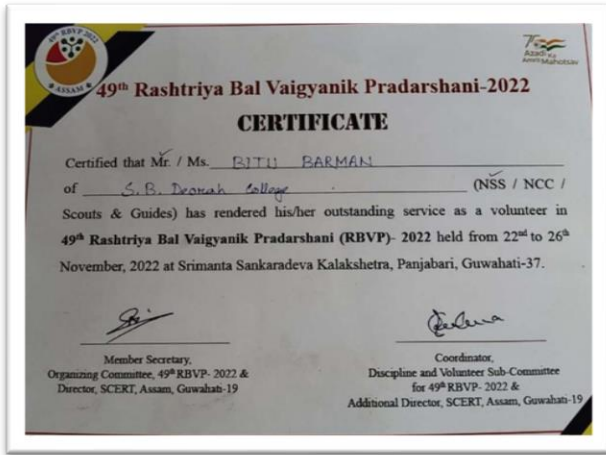 49th RBVP 2022
ASSAM
75
Azadi Ka
Amrit Mahotsav
49th Rashtriya Bal Vaigyanik Pradarshani-2022
CERTIFICATE
Certified that Mr. / Ms. BITU BARMAN
of S.B. Deorah College (NSS / NCC /
Scouts & Guides) has rendered his/her outstanding service as a volunteer in
49th Rashtriya Bal Vaigyanik Pradarshani (RBVP)- 2022 held from 22nd to 26th
November, 2022 at Srimanta Sankaradeva Kalakshetra, Panjabari, Guwahati-37.
Member Secretary,
Organizing Committee, 49th RBVP- 2022 &
Director, SCERT, Assam, Guwahati-19
Coordinator,
Discipline and Volunteer Sub-Committee
for 49th RBVP- 2022 &
Additional Director, SCERT, Assam, Guwahati-19